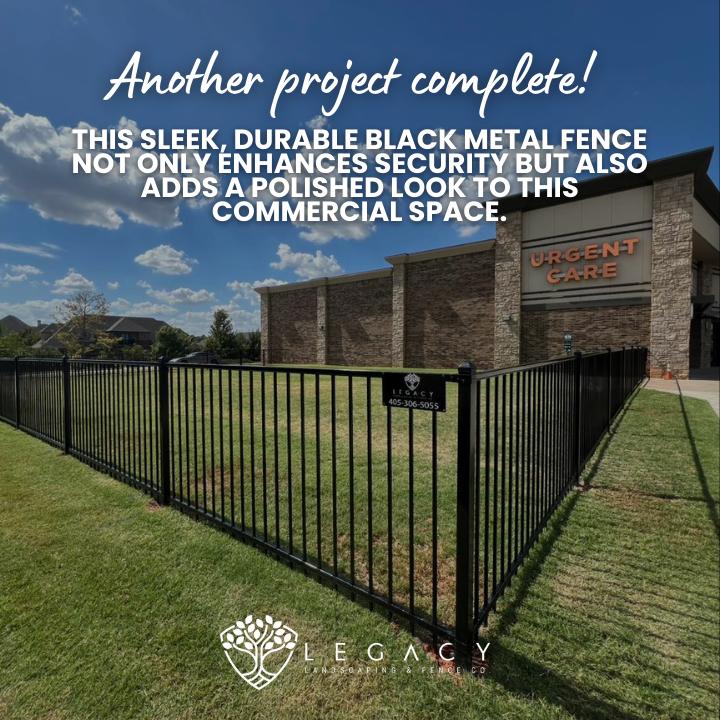 Another project complete!
THIS SLEEK, DURABLE BLACK METAL FENCE
NOT ONLY ENHANCES SECURITY BUT ALSO
ADDS A POLISHED LOOK TO THIS
COMMERCIAL SPACE.
URGENT
CARE
LEGACY
405-306-5055
LEGACY
LANDSCAPING & FENCE CO